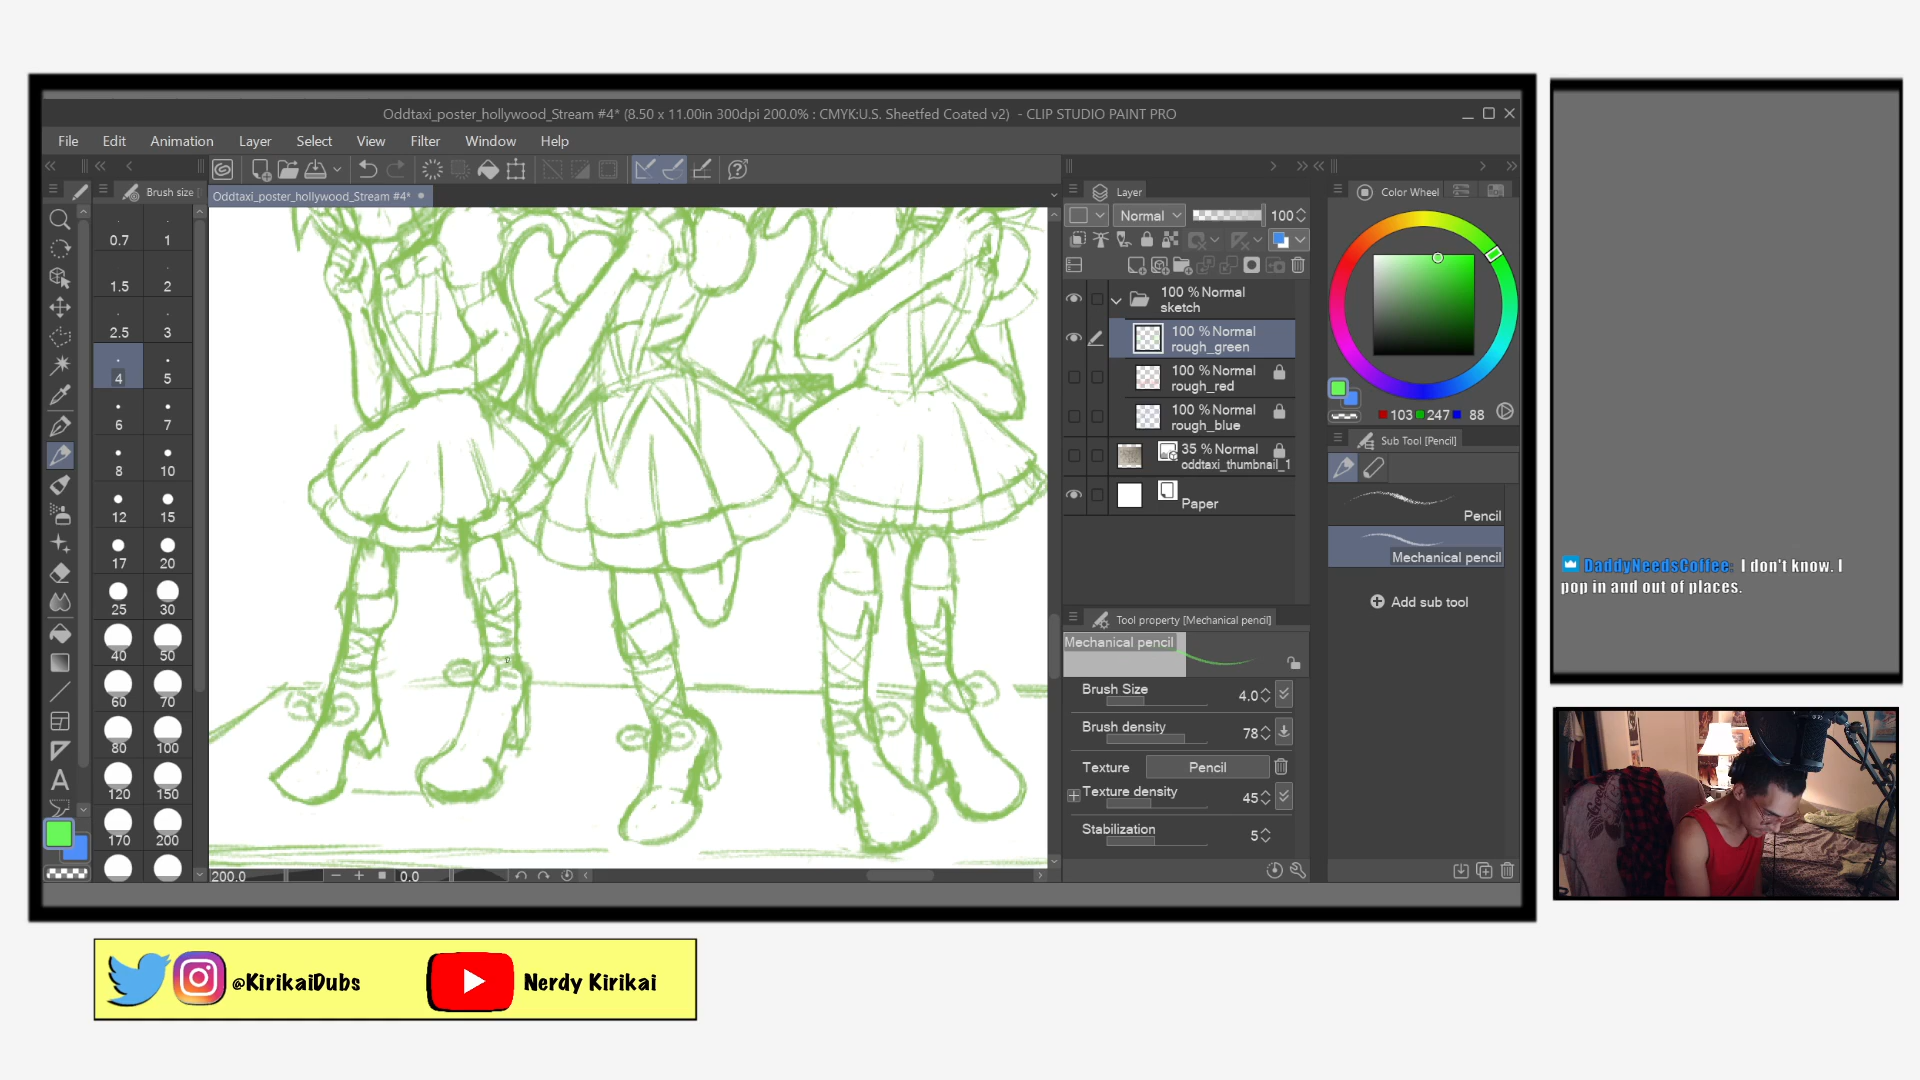 Oddtaxi_poster_hollywood_Stream #4* (8.50 x 11.00in 300dpi 200.0% : CMYK:U.S. Sheetfed Coated v2) - CLIP STUDIO PAINT PRO
File Edit Animation Layer Select View Filter Window Help
Brush size
Oddtaxi_poster_hollywood_Stream #4*
0.7 1
1.5 2
2.5 3
4 5
6 7
8 10
12 15
17 20
25 30
40 50
60 70
80 100
120 150
170 200
200.0 0.0
Layer
Normal 100
100 % Normal
sketch
100 % Normal
rough_green
100 % Normal
rough_red
100 % Normal
rough_blue
35 % Normal
oddtaxi_thumbnail_1
Paper
Tool property [Mechanical pencil]
Mechanical pencil
Brush Size 4.0
Brush density 78
Texture Pencil
Texture density 45
Stabilization 5
Color Wheel
103 247 88
Sub Tool [Pencil]
Pencil
Mechanical pencil
Add sub tool
DaddyNeedsCoffee: I don't know. I
pop in and out of places.
@KirikaiDubs Nerdy Kirikai